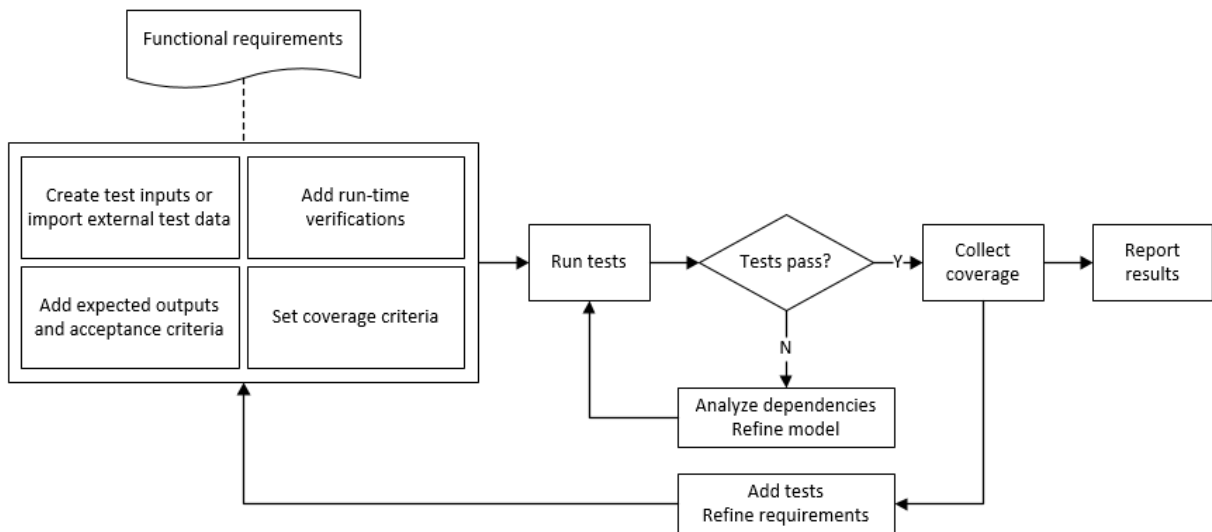 Functional requirements
Create test inputs or
import external test data
Add run-time
verifications
Add expected outputs
and acceptance criteria
Set coverage criteria
Run tests
Tests pass?
Y
N
Collect
coverage
Report
results
Analyze dependencies
Refine model
Add tests
Refine requirements